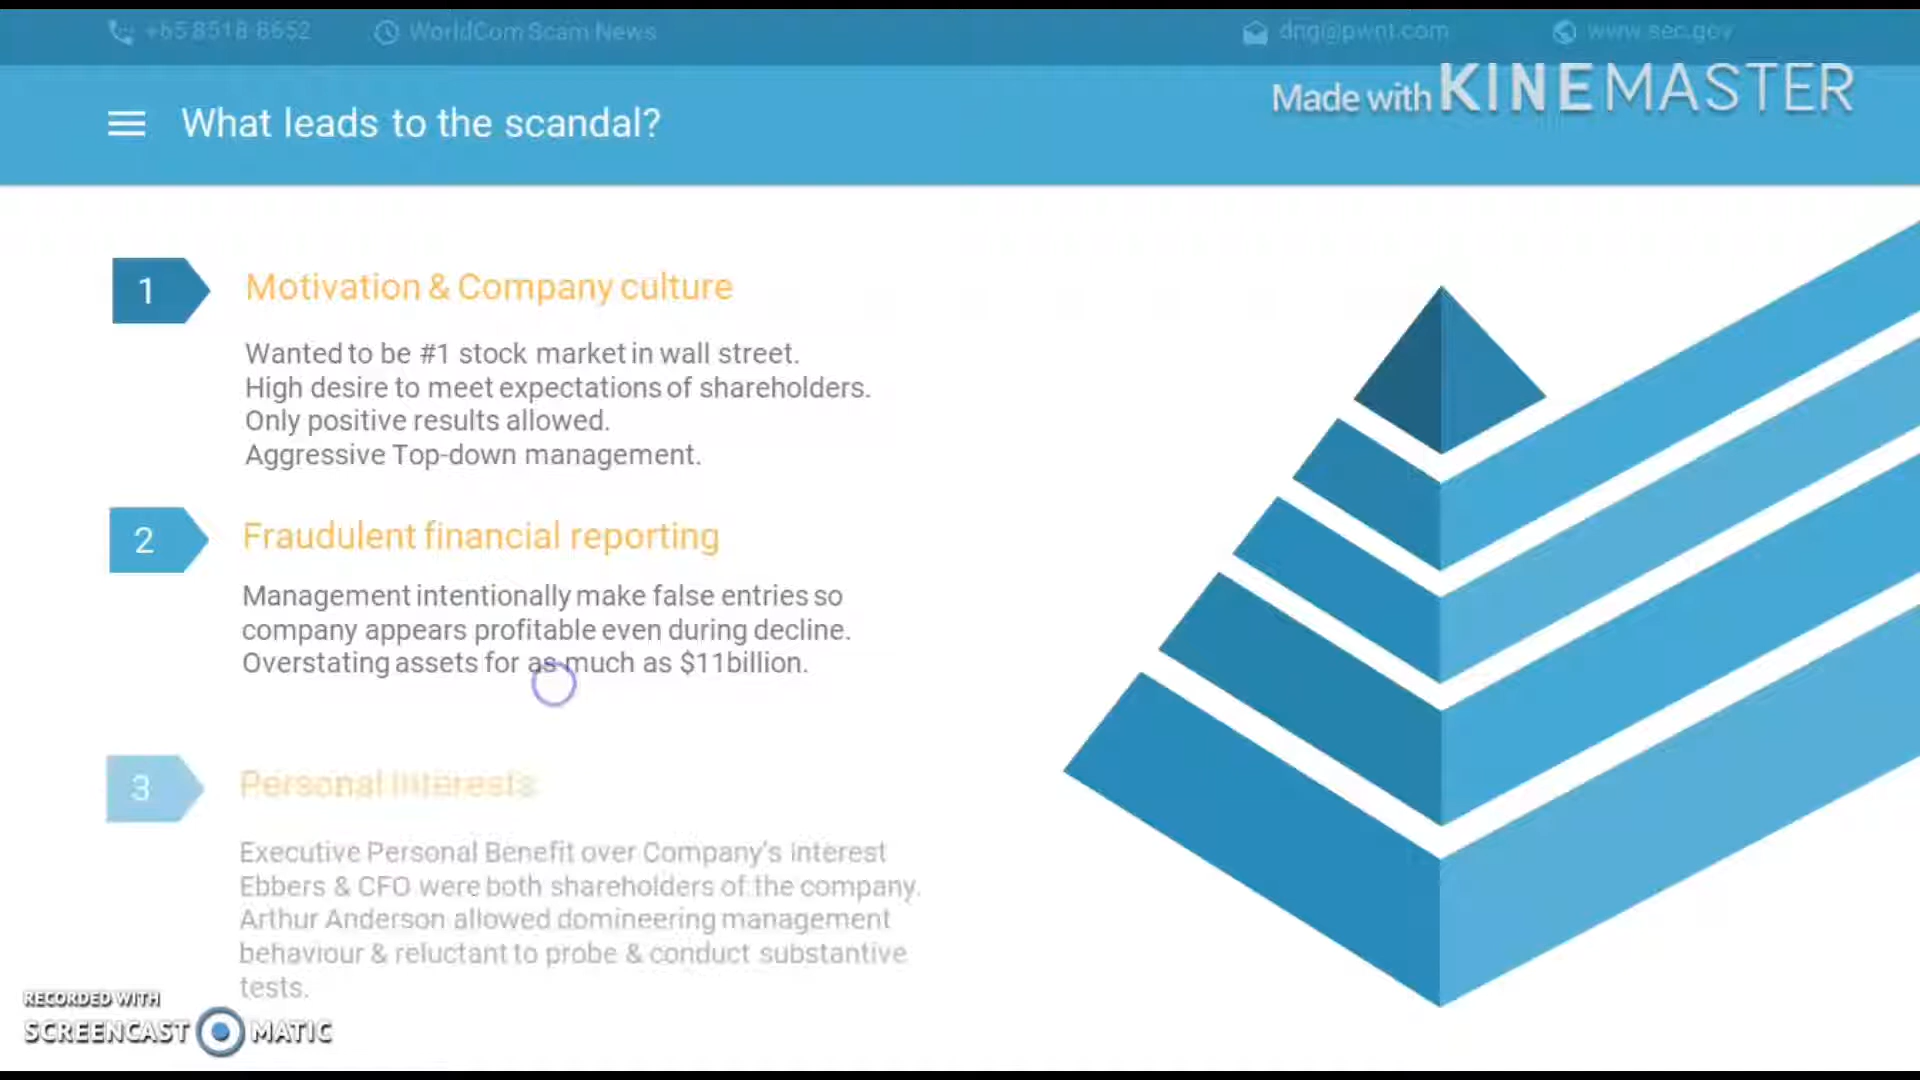 +65 8518 8652
WorldCom Scam News
dng@pwnt.com
www.sec.gov
Made with KINEMASTER
What leads to the scandal?
1
Motivation & Company culture
Wanted to be #1 stock market in wall street.
High desire to meet expectations of shareholders.
Only positive results allowed.
Aggressive Top-down management.
2
Fraudulent financial reporting
Management intentionally make false entries so
company appears profitable even during decline.
Overstating assets for as much as $11billion.
3
Personal Interests
Executive Personal Benefit over Company's Interest
Ebbers & CFO were both shareholders of the company.
Arthur Anderson allowed domineering management
behaviour & reluctant to probe & conduct substantive
tests.
RECORDED WITH
SCREENCAST MATIC